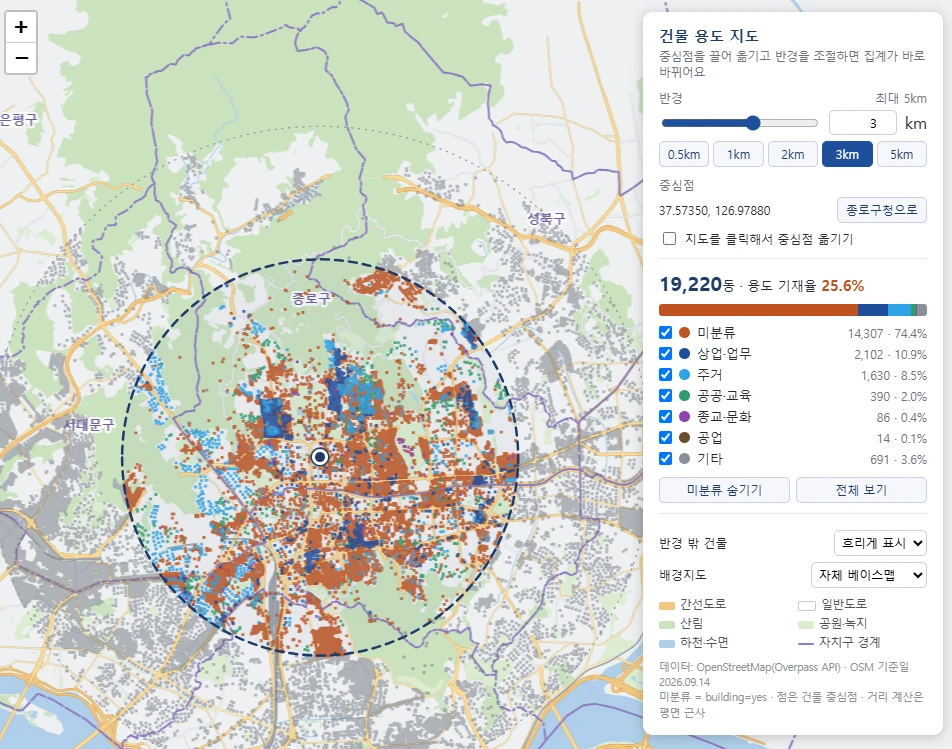 +
−
은평구
성북구
종로구
서대문구
건물 용도 지도
중심점을 끌어 옮기고 반경을 조절하면 집계가 바로
바뀌어요
반경 최대 5km
3 km
0.5km 1km 2km 3km 5km
중심점
37.57350, 126.97880 종로구청으로
지도를 클릭해서 중심점 옮기기
19,220동 · 용도 기재율 25.6%
미분류 14,307 · 74.4%
상업·업무 2,102 · 10.9%
주거 1,630 · 8.5%
공공·교육 390 · 2.0%
종교·문화 86 · 0.4%
공업 14 · 0.1%
기타 691 · 3.6%
미분류 숨기기 전체 보기
반경 밖 건물 흐리게 표시
배경지도 자체 베이스맵
간선도로 일반도로
산림 공원·녹지
하천·수면 자치구 경계
데이터: OpenStreetMap(Overpass API) · OSM 기준일
2026.09.14
미분류 = building=yes · 점은 건물 중심점 · 거리 계산은
평면 근사